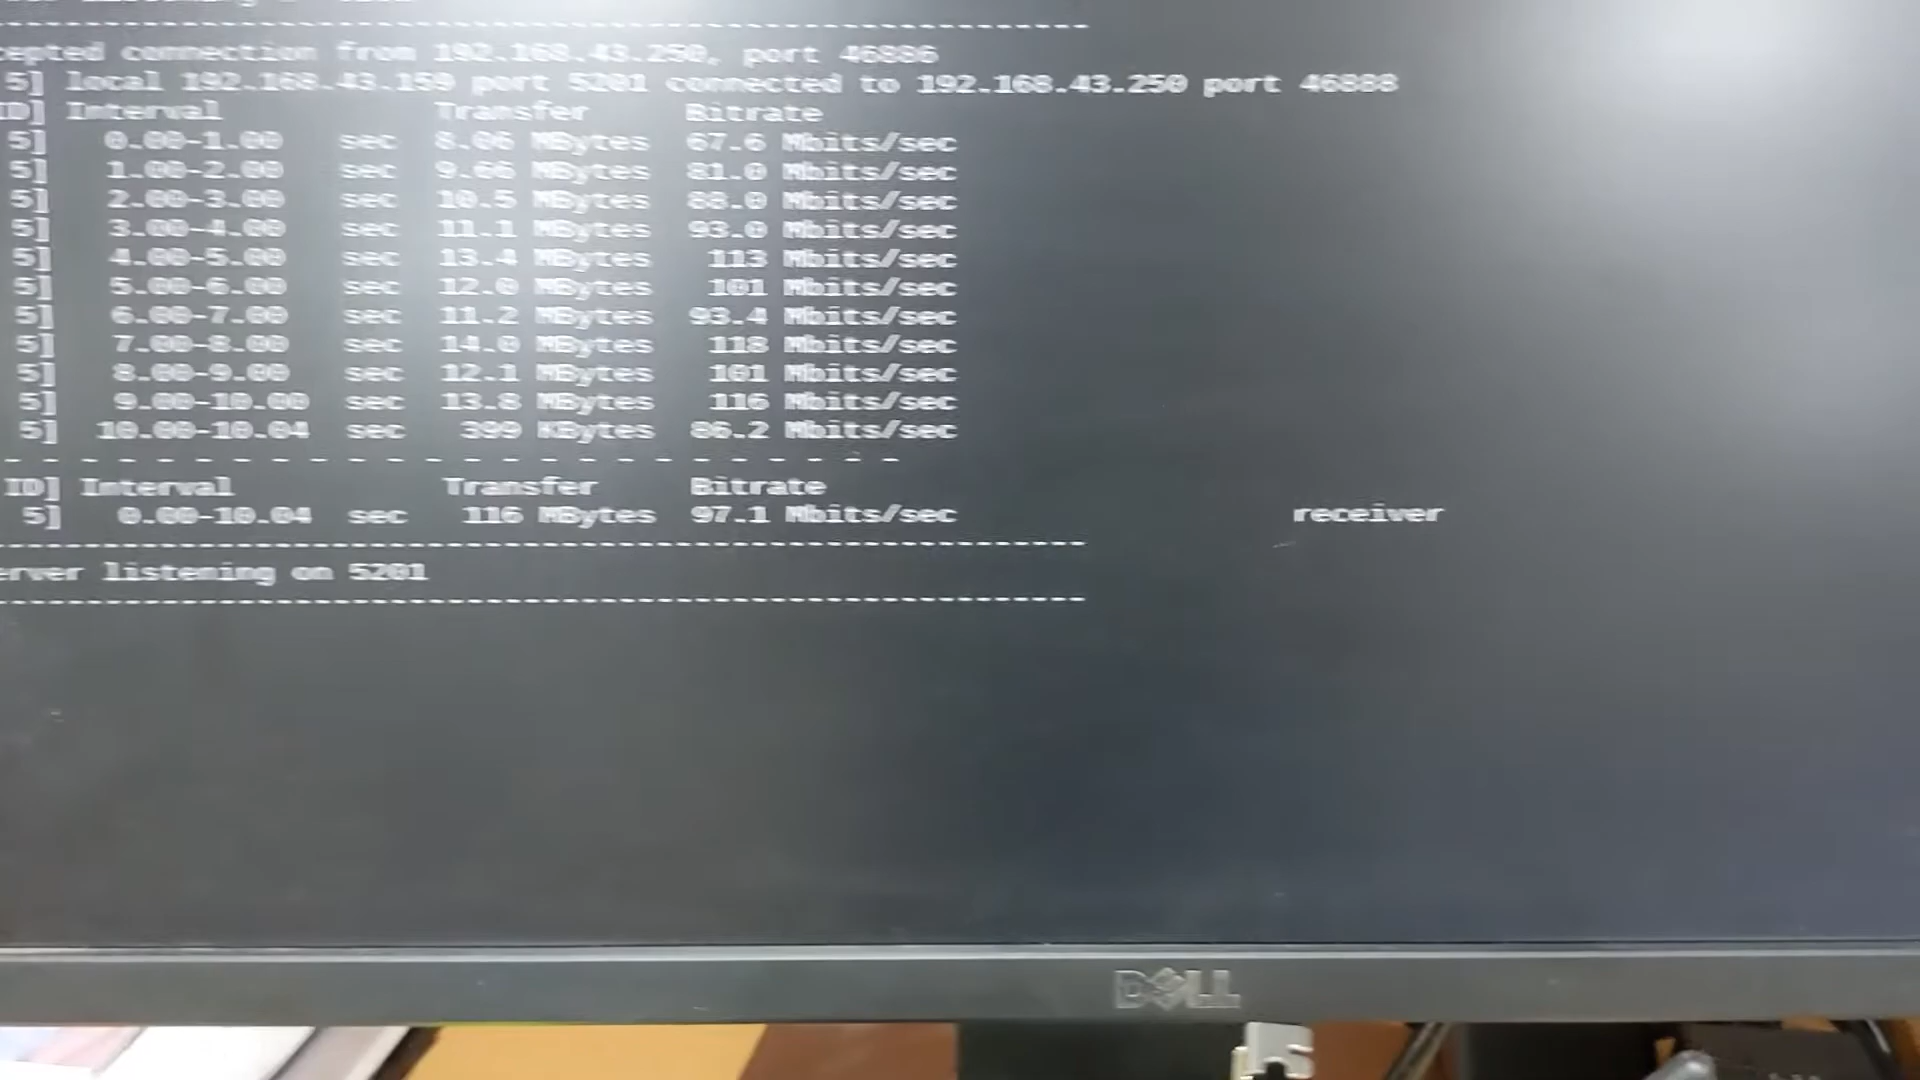 cepted connection from 192.168.43.250, port 46886
5] local 192.168.43.159 port 5201 connected to 192.168.43.250 port 46888
ID] Interval Transfer Bitrate
5] 0.00-1.00 sec 8.06 MBytes 67.6 Mbits/sec
5] 1.00-2.00 sec 9.66 MBytes 81.0 Mbits/sec
5] 2.00-3.00 sec 10.5 MBytes 88.0 Mbits/sec
5] 3.00-4.00 sec 11.1 MBytes 93.0 Mbits/sec
5] 4.00-5.00 sec 13.4 MBytes 113 Mbits/sec
5] 5.00-6.00 sec 12.0 MBytes 101 Mbits/sec
5] 6.00-7.00 sec 11.2 MBytes 93.4 Mbits/sec
5] 7.00-8.00 sec 14.0 MBytes 118 Mbits/sec
5] 8.00-9.00 sec 12.1 MBytes 101 Mbits/sec
5] 9.00-10.00 sec 13.8 MBytes 116 Mbits/sec
5] 10.00-10.04 sec 399 KBytes 86.2 Mbits/sec
- - - - - - - - - - - - - - - - - - - - - - - -
ID] Interval Transfer Bitrate
5] 0.00-10.04 sec 116 MBytes 97.1 Mbits/sec receiver
-----------------------------------------------------------
erver listening on 5201
-----------------------------------------------------------
DELL